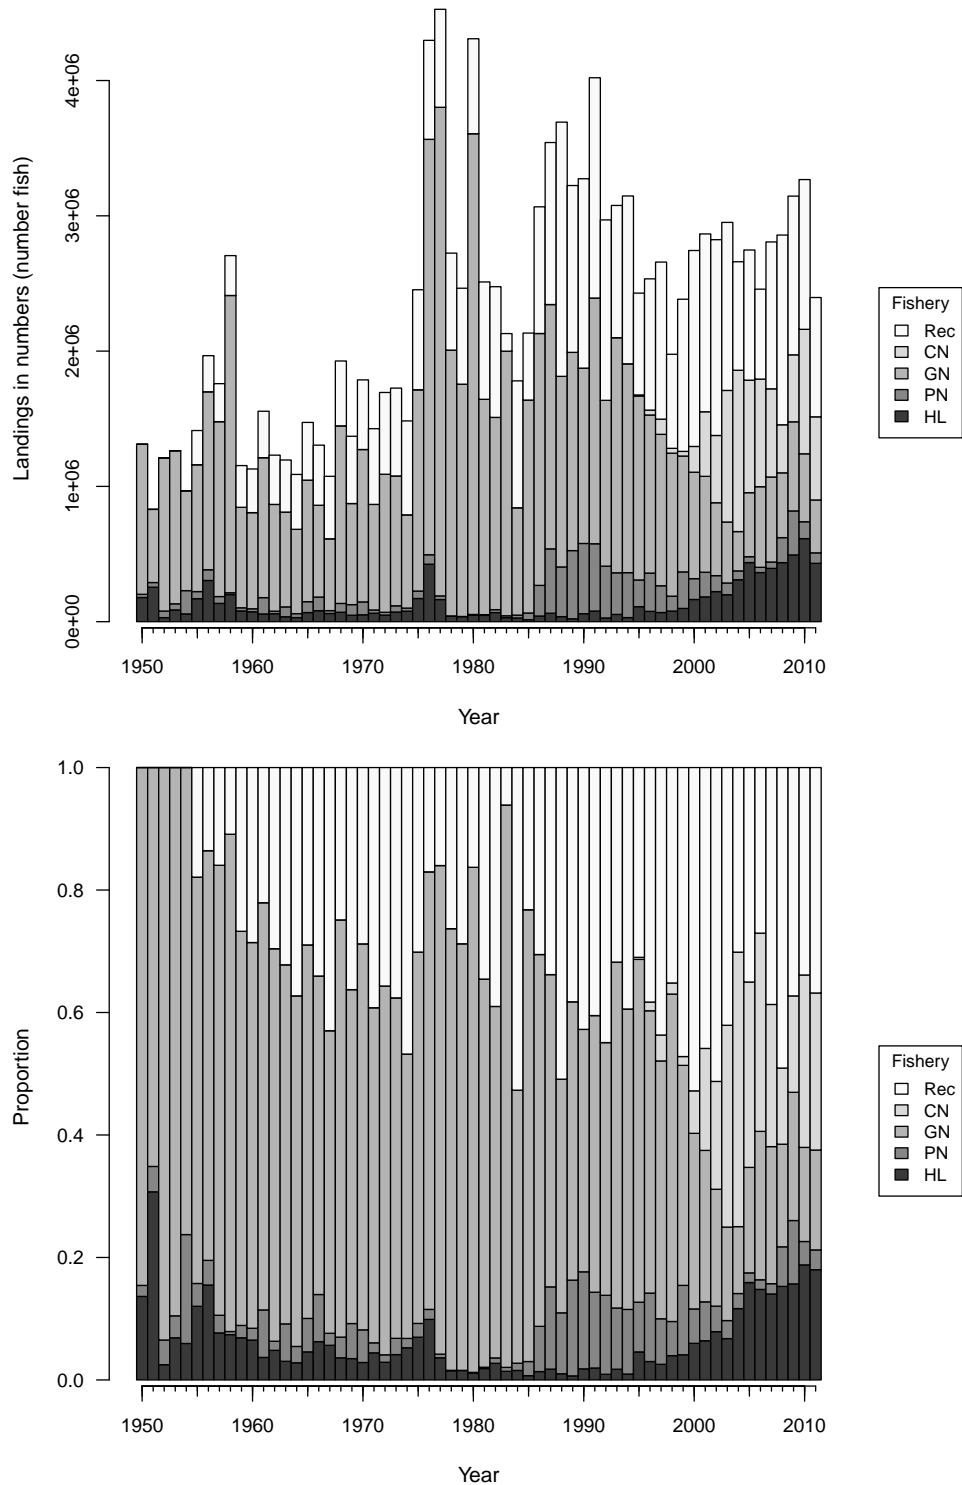 4e+06
3e+06
2e+06
1e+06
0e+00
Landings in numbers (number fish)
1950 1960 1970 1980 1990 2000 2010
Year
Fishery
Rec
CN
GN
PN
HL
1.0
0.8
0.6
0.4
0.2
0.0
Proportion
1950 1960 1970 1980 1990 2000 2010
Year
Fishery
Rec
CN
GN
PN
HL